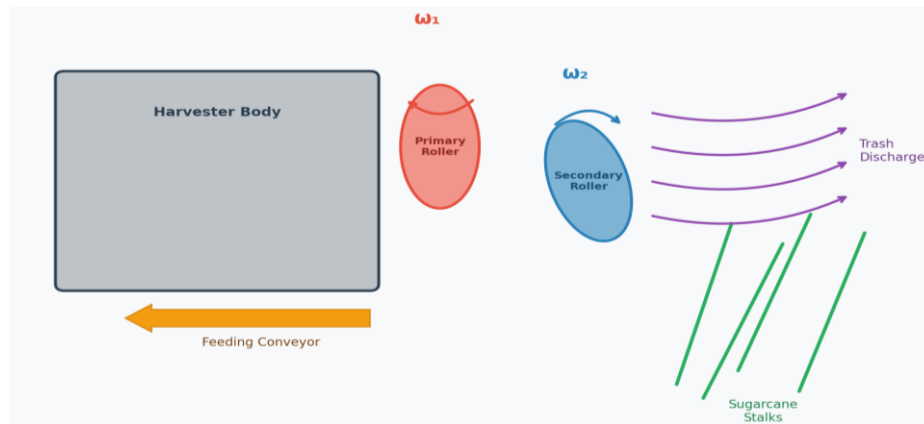 ω₁
ω₂
Harvester Body
Primary
Roller
Trash
Discharge
Secondary
Roller
Feeding Conveyor
Sugarcane
Stalks